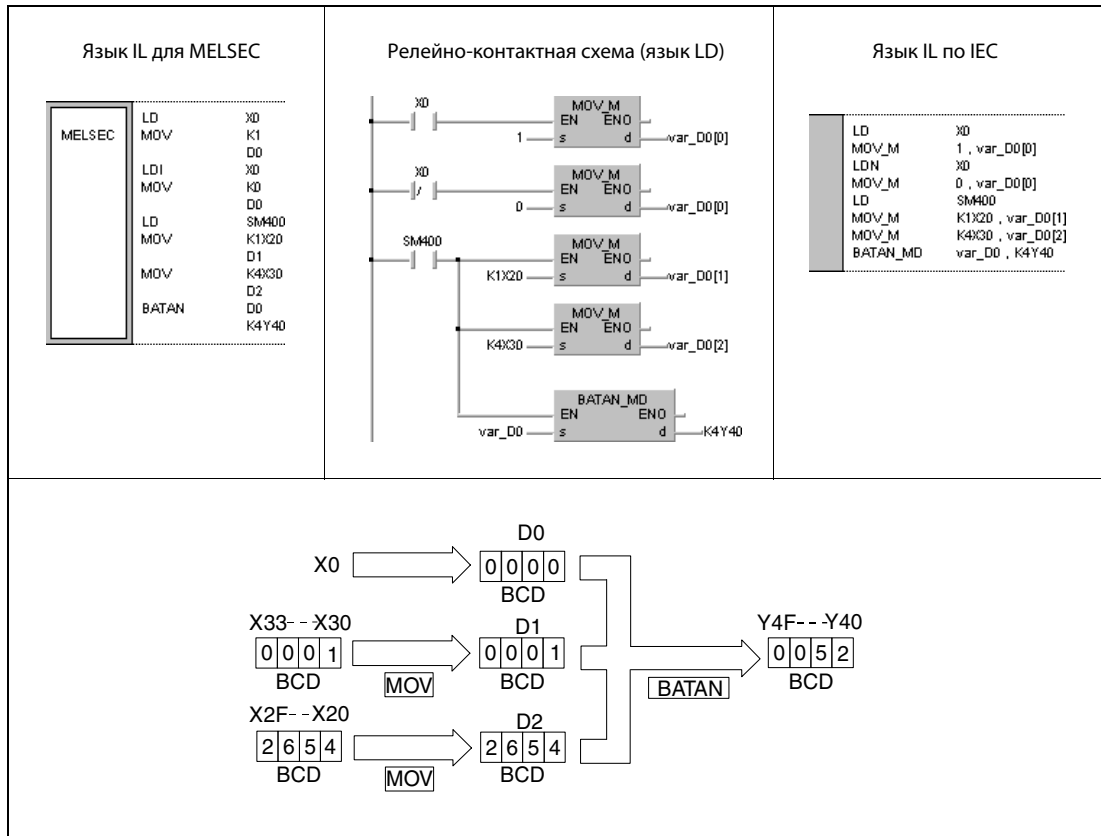 Язык IL для MELSEC
MELSEC
LD X0
MOV K1
D0
LDI X0
MOV K0
D0
LD SM400
MOV K1X20
D1
MOV K4X30
D2
BATAN D0
K4Y40
Релейно-контактная схема (язык LD)
X0
MOV_M
EN ENO
1 s d var_D0[0]
X0
MOV_M
EN ENO
0 s d var_D0[0]
SM400
MOV_M
EN ENO
K1X20 s d var_D0[1]
MOV_M
EN ENO
K4X30 s d var_D0[2]
BATAN_MD
EN ENO
var_D0 s d K4Y40
Язык IL по IEC
LD X0
MOV_M 1 , var_D0[0]
LDN X0
MOV_M 0 , var_D0[0]
LD SM400
MOV_M K1X20 , var_D0[1]
MOV_M K4X30 , var_D0[2]
BATAN_MD var_D0 , K4Y40
D0
X0 0 0 0 0
BCD
X33- - -X30 D1 Y4F- - -Y40
0 0 0 1 0 0 0 1 0 0 5 2
BCD MOV BCD BATAN BCD
X2F- - -X20 D2
2 6 5 4 2 6 5 4
BCD MOV BCD